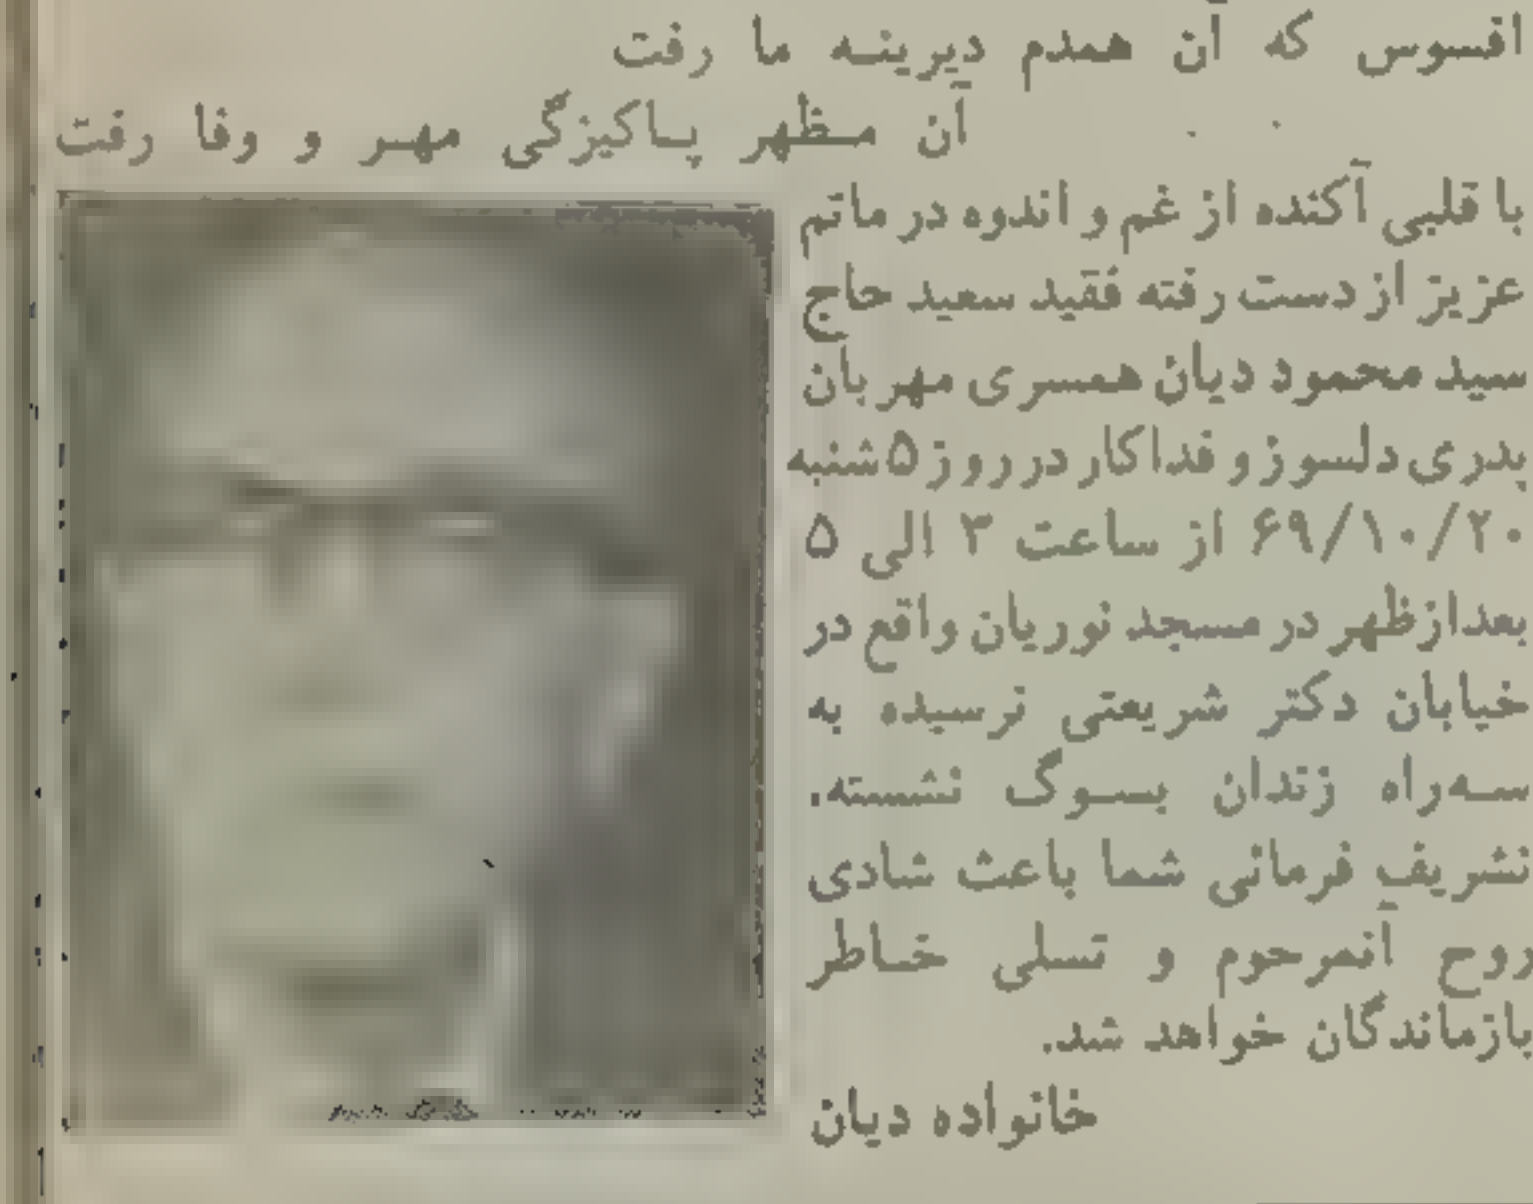 افسوس که آن همدم دیرینه ما رفت
آن مظهر پاکیزگی مهر و وفا رفت
با قلبی آکنده از غم و اندوه در ماتم
عزیز از دست رفته فقید سعید حاج
سید محمود دیان همسری مهربان
پدری دلسوز و فداکار در روز ۵شنبه
۶۹/۱۰/۲۰ از ساعت ۳ الی ۵
بعدازظهر در مسجد نوریان واقع در
خیابان دکتر شریعتی نرسیده به
سه‌راه زندان بسوگ نشسته.
تشریف فرمائی شما باعث شادی
روح آنمرحوم و تسلی خاطر
بازماندگان خواهد شد.
خانواده دیان